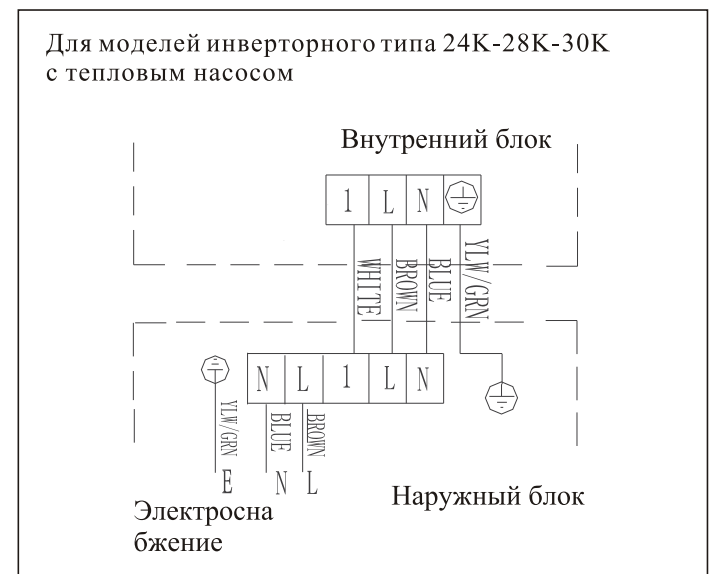 Для моделей инверторного типа 24K-28K-30K
с тепловым насосом
Внутренний блок
1 L N
WHITE BROWN BLUE YLW/GRN
N L 1 L N
YLW/GRN BLUE BROWN
E N L
Наружный блок
Электросна
бжение